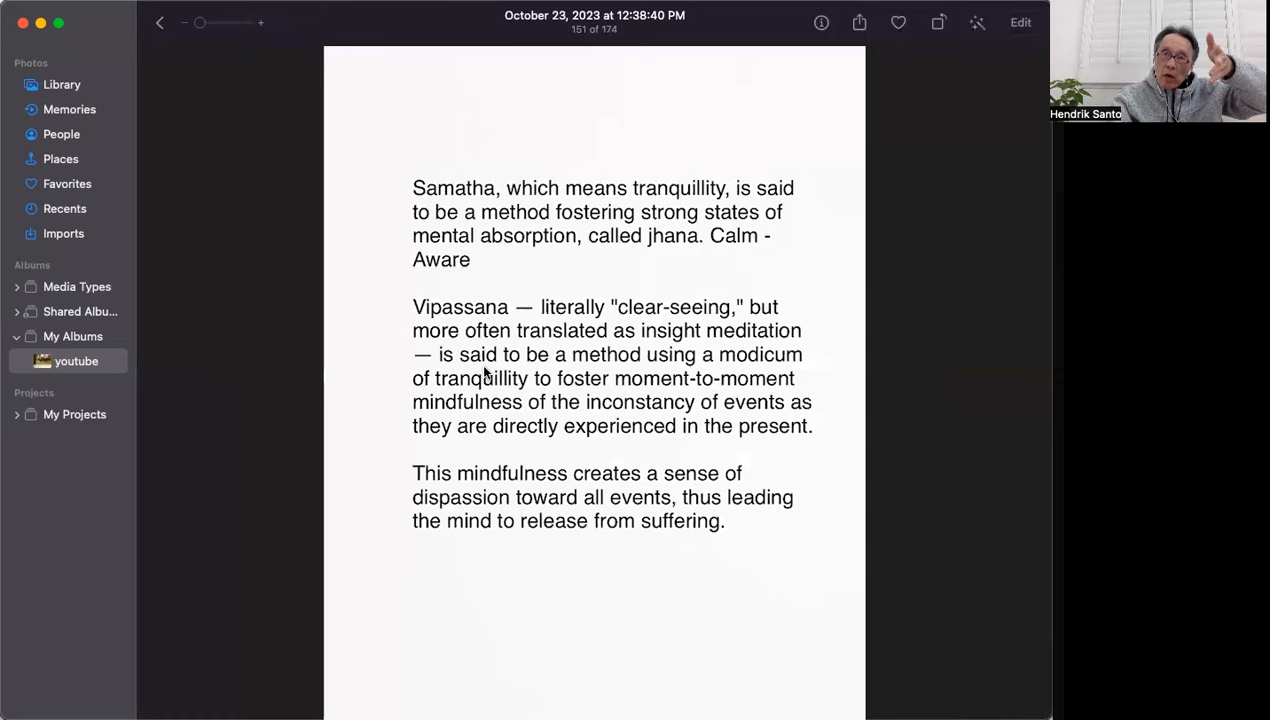 October 23, 2023 at 12:38:40 PM
151 of 174
Edit
Photos
Library
Memories
People
Places
Favorites
Recents
Imports
Albums
Media Types
Shared Albu...
My Albums
youtube
Projects
My Projects
Samatha, which means tranquillity, is said
to be a method fostering strong states of
mental absorption, called jhana. Calm -
Aware
Vipassana — literally "clear-seeing," but
more often translated as insight meditation
— is said to be a method using a modicum
of tranquillity to foster moment-to-moment
mindfulness of the inconstancy of events as
they are directly experienced in the present.
This mindfulness creates a sense of
dispassion toward all events, thus leading
the mind to release from suffering.
Hendrik Santo